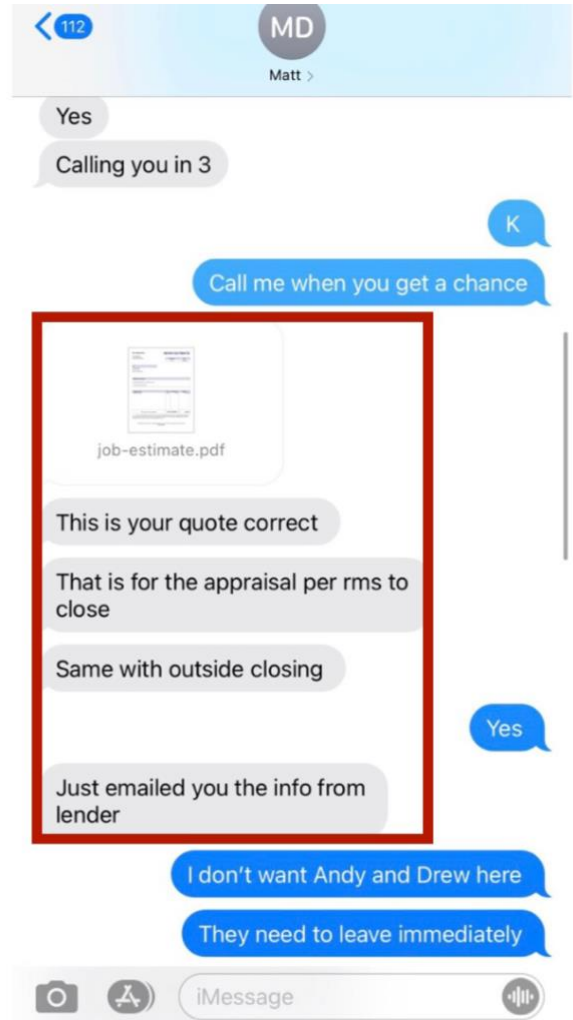 112
MD
Matt >
Yes
Calling you in 3
K
Call me when you get a chance
job-estimate.pdf
This is your quote correct
That is for the appraisal per rms to
close
Same with outside closing
Yes
Just emailed you the info from
lender
I don't want Andy and Drew here
They need to leave immediately
iMessage